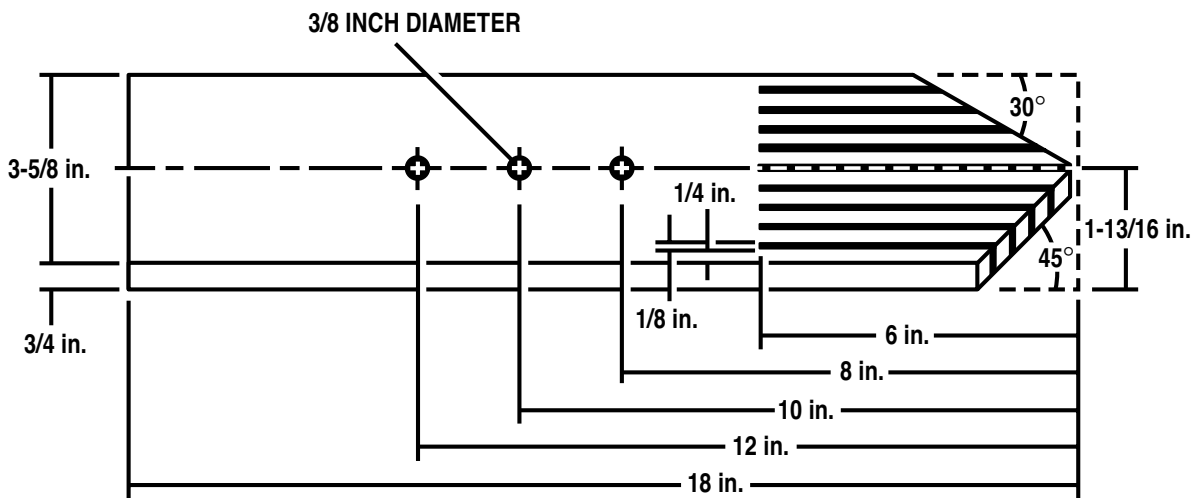 3/8 INCH DIAMETER
30°
3-5/8 in.
1/4 in.
1-13/16 in.
45°
1/8 in.
3/4 in.
6 in.
8 in.
10 in.
12 in.
18 in.